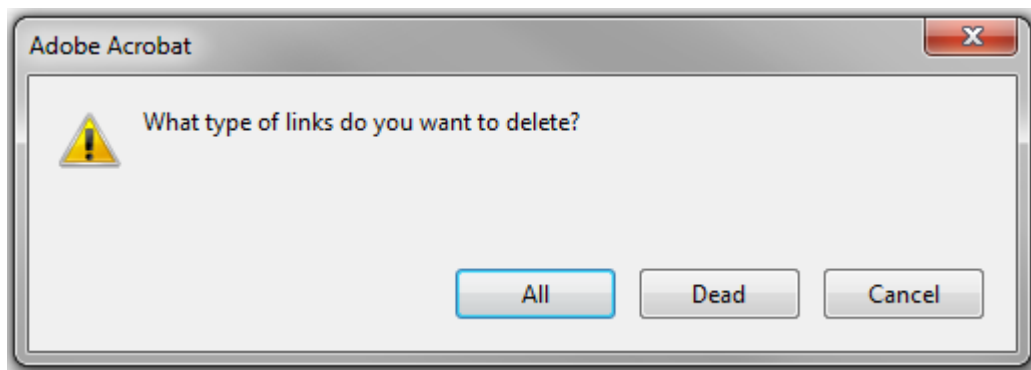 Adobe Acrobat
What type of links do you want to delete?
All Dead Cancel